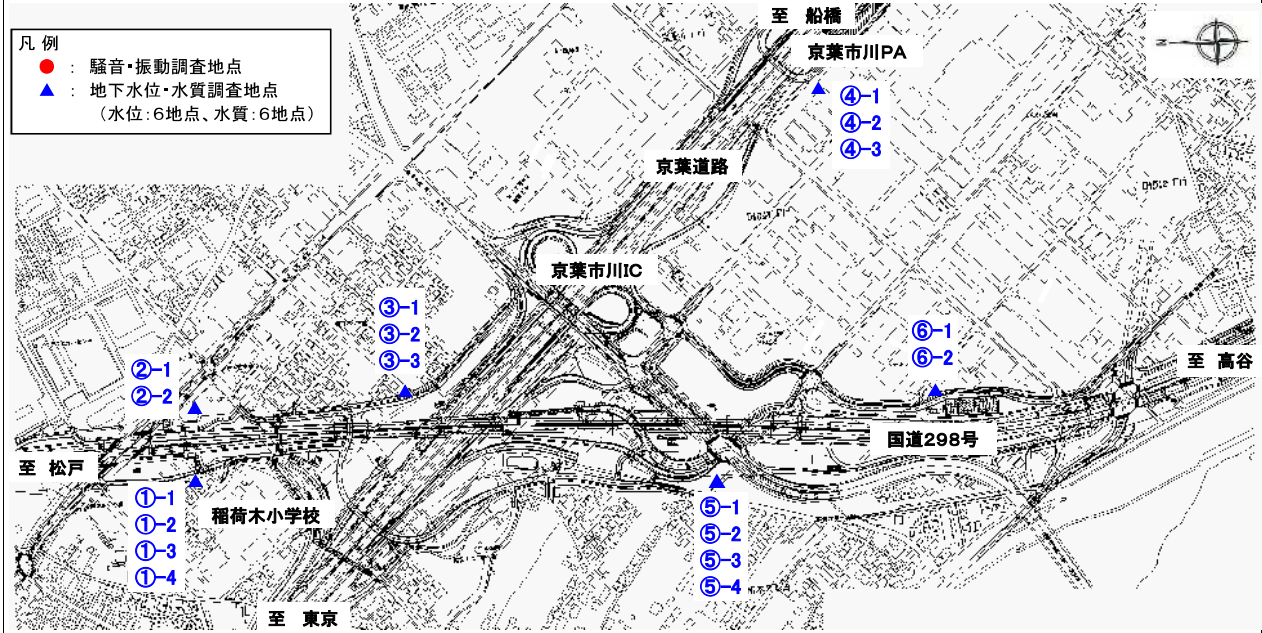 至 船橋
京葉市川PA
凡 例
● : 騒音・振動調査地点
▲ : 地下水位・水質調査地点
(水位:6地点、水質:6地点)
N
④-1
④-2
④-3
京葉道路
京葉市川IC
③-1
③-2
③-3
⑥-1
⑥-2
至 高谷
②-1
②-2
国道298号
至 松戸
①-1
①-2
①-3
①-4
稲荷木小学校
⑤-1
⑤-2
⑤-3
⑤-4
至 東京